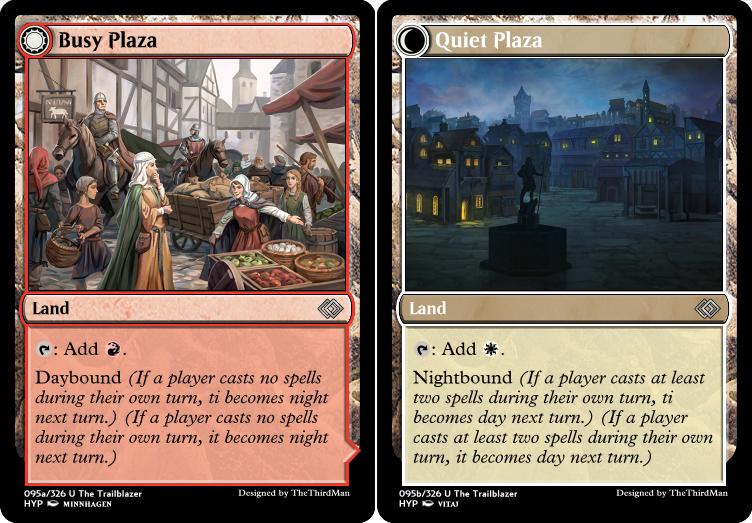 Busy Plaza
Land
: Add .
Daybound (If a player casts no spells
during their own turn, ti becomes night
next turn.) (If a player casts no spells
during their own turn, it becomes night
next turn.)
095a/326 U The Trailblazer
HYP MINNHAGEN
Designed by TheThirdMan
Quiet Plaza
Land
: Add .
Nightbound (If a player casts at least
two spells during their own turn, ti
becomes day next turn.) (If a player
casts at least two spells during their own
turn, it becomes day next turn.)
095b/326 U The Trailblazer
HYP VITAJ
Designed by TheThirdMan